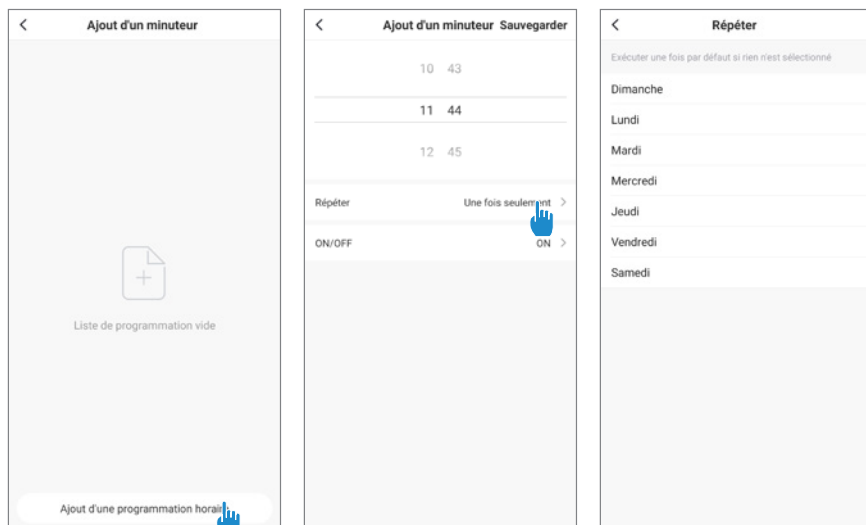 Ajout d'un minuteur
Liste de programmation vide
Ajout d'une programmation horaire
Ajout d'un minuteur Sauvegarder
10 43
11 44
12 45
Répéter Une fois seulement
ON/OFF ON
Répéter
Exécuter une fois par défaut si rien n'est sélectionné
Dimanche
Lundi
Mardi
Mercredi
Jeudi
Vendredi
Samedi